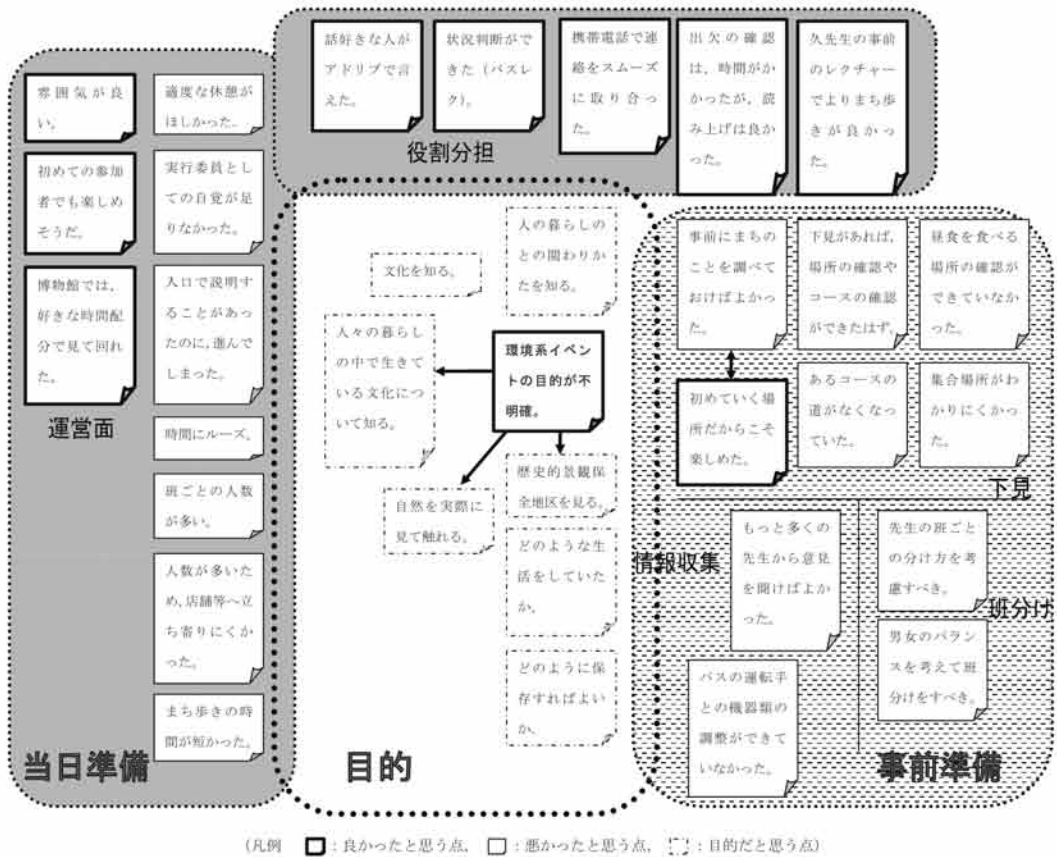 話好きな人が
アドリブで言
えた。
状況判断がで
きた（バスレ
ク）。
携帯電話で連
絡をスムーズ
に取り合っ
た。
出欠の確認
は，時間がか
かったが，読
み上げは良か
った。
久先生の事前
のレクチャー
でよりまち歩
きが良かっ
た。
役割分担
雰囲気が良
い。
適度な休憩が
ほしかった。
初めての参加
者でも楽しめ
そうだ。
実行委員とし
ての自覚が足
りなかった。
博物館では，
好きな時間配
分で見て回れ
た。
入口で説明す
ることがあっ
たのに，進んで
しまった。
運営面
時間にルーズ。
班ごとの人数
が多い。
人数が多いた
め，店舗等へ立
ち寄りにくか
った。
まち歩きの時
間が短かった。
当日準備
文化を知る。
人の暮らしの
との関わりか
たを知る。
人々の暮らし
の中で生きて
いる文化につ
いて知る。
環境系イベン
トの目的が不
明確。
自然を実際に
見て触れる。
歴史的景観保
全地区を見る。
どのような生
活をしていた
か。
どのように保
存すればよい
か。
目的
事前にまちの
ことを調べて
おけばよかっ
た。
下見があれば，
場所の確認や
コースの確認
ができたはず。
昼食を食べる
場所の確認が
できていなか
った。
初めていく場
所だからこそ
楽しめた。
あるコースの
道がなくなっ
ていた。
集合場所がわ
かりにくかっ
た。
下見
情報収集
もっと多くの
先生から意見
を聞けばよか
った。
先生の班ごと
の分け方を考
慮すべき。
班分け
男女のバラン
スを考えて班
分けをすべき。
バスの運転手
との機器類の
調整ができて
いなかった。
事前準備
（凡例　：良かったと思う点，　：悪かったと思う点，　：目的だと思う点）